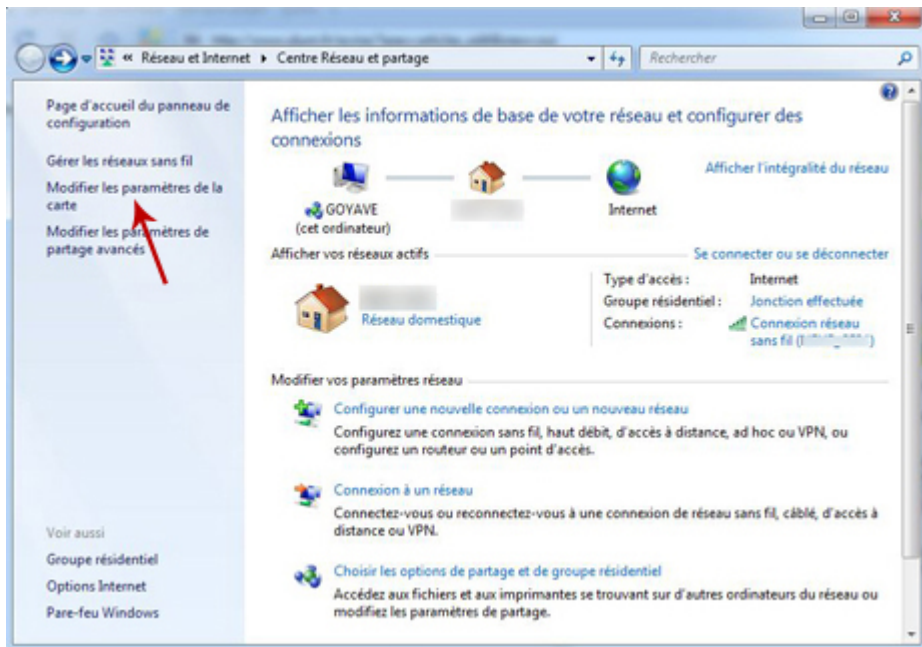 « Réseau et Internet ▸ Centre Réseau et partage
Rechercher
Page d'accueil du panneau de
configuration
Gérer les réseaux sans fil
Modifier les paramètres de la
carte
Modifier les paramètres de
partage avancés
Voir aussi
Groupe résidentiel
Options Internet
Pare-feu Windows
Afficher les informations de base de votre réseau et configurer des
connexions
Afficher l'intégralité du réseau
GOYAVE
(cet ordinateur)
Internet
Afficher vos réseaux actifs
Se connecter ou se déconnecter
Réseau domestique
Type d'accès : Internet
Groupe résidentiel : Jonction effectuée
Connexions : Connexion réseau
sans fil (
Modifier vos paramètres réseau
Configurer une nouvelle connexion ou un nouveau réseau
Configurez une connexion sans fil, haut débit, d'accès à distance, ad hoc ou VPN, ou
configurez un routeur ou un point d'accès.
Connexion à un réseau
Connectez-vous ou reconnectez-vous à une connexion de réseau sans fil, câblé, d'accès à
distance ou VPN.
Choisir les options de partage et de groupe résidentiel
Accédez aux fichiers et aux imprimantes se trouvant sur d'autres ordinateurs du réseau ou
modifiez les paramètres de partage.